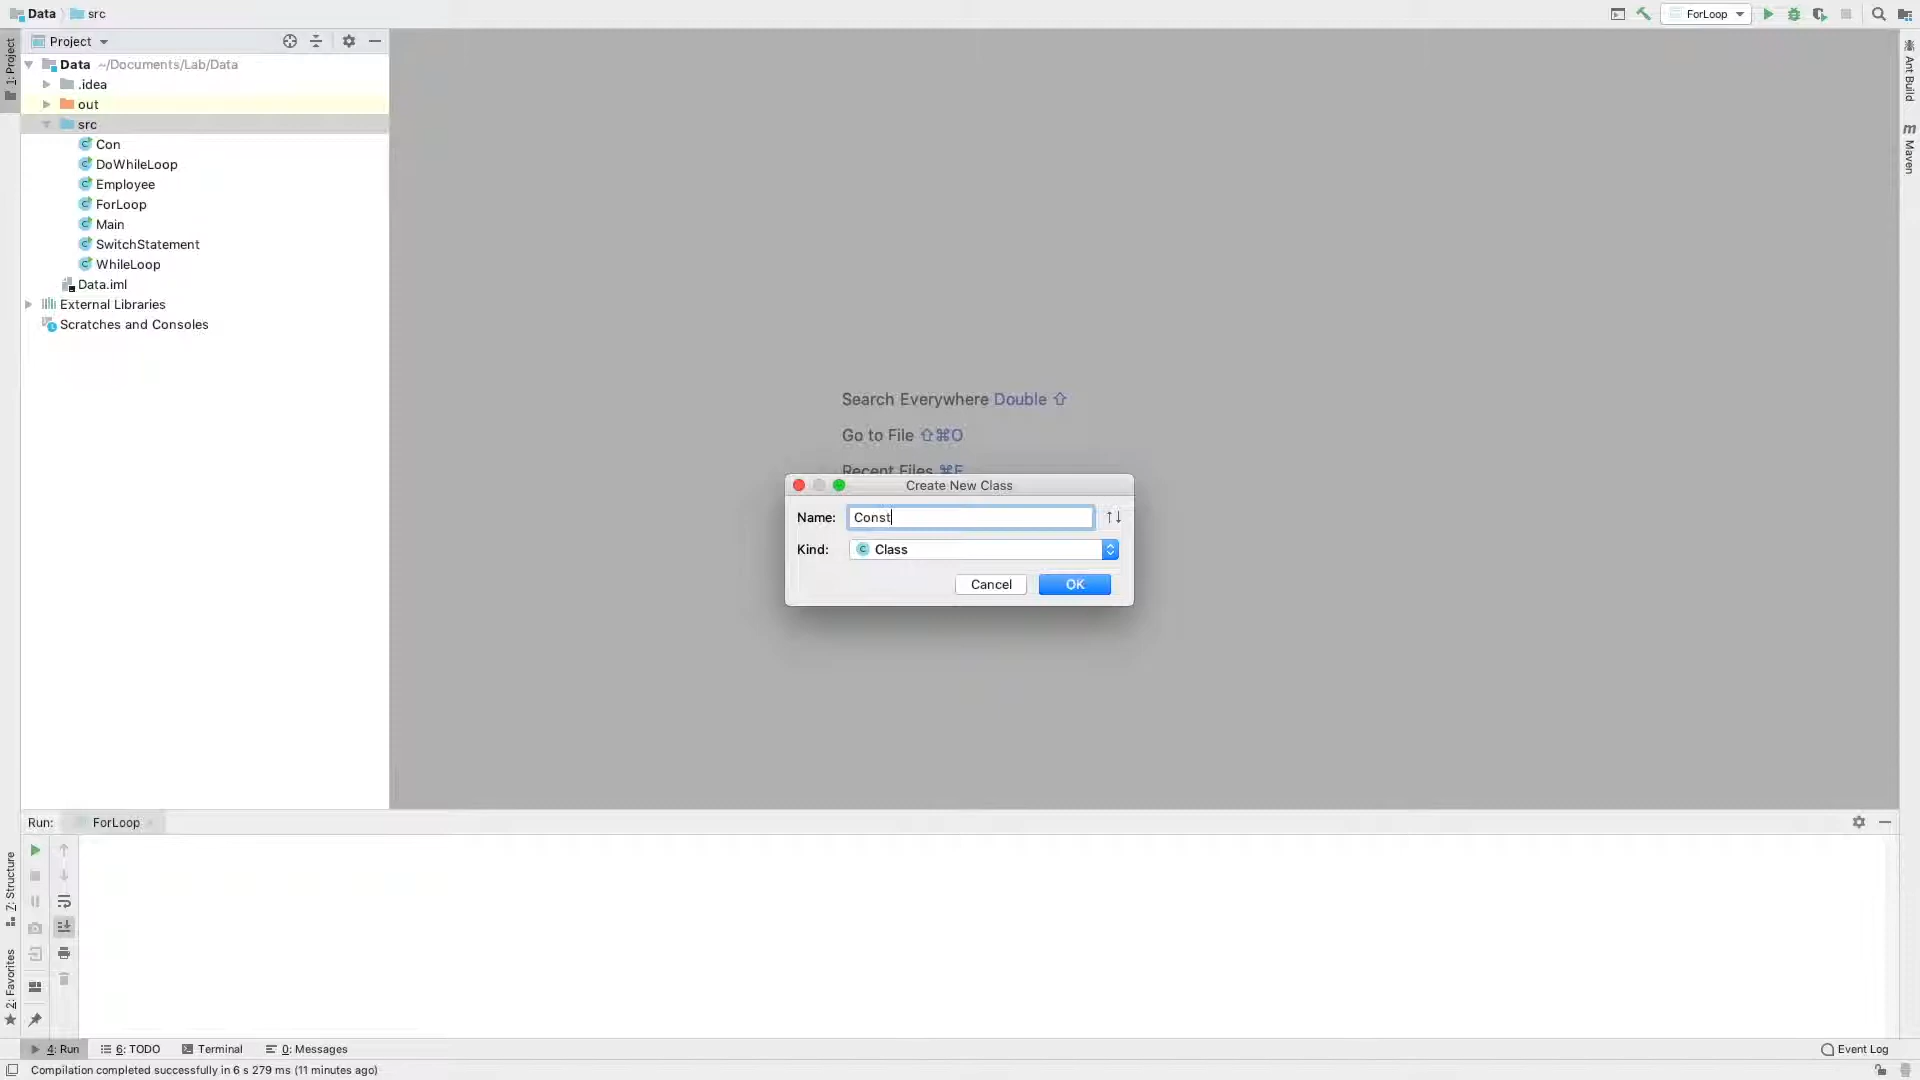 Data src
ForLoop
Project
1: Project
Data ~/Documents/Lab/Data
.idea
out
src
Con
DoWhileLoop
Employee
ForLoop
Main
SwitchStatement
WhileLoop
Data.iml
External Libraries
Scratches and Consoles
Ant Build
m
Maven
Search Everywhere Double ⇧
Go to File ⇧⌘O
Recent Files ⌘E
Create New Class
Name: Const
Kind: C Class
Cancel OK
Run: ForLoop
Z: Structure
2: Favorites
4: Run 6: TODO Terminal 0: Messages
Event Log
Compilation completed successfully in 6 s 279 ms (11 minutes ago)